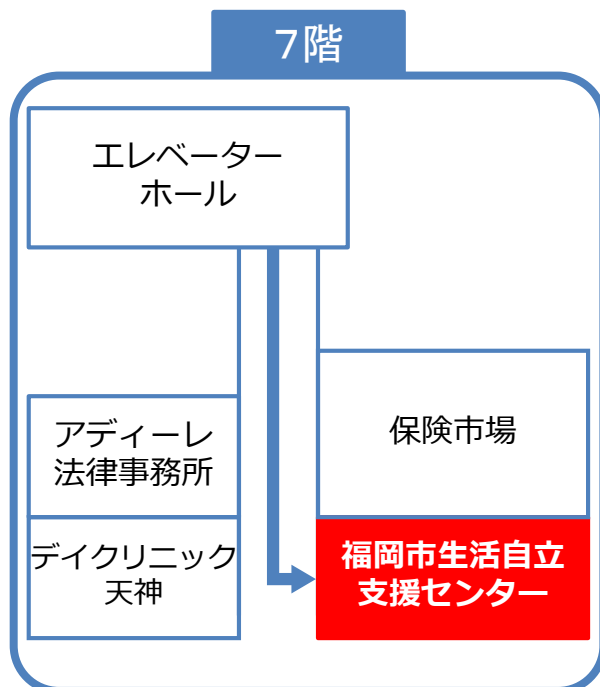 7階
エレベーター
ホール
アディーレ
法律事務所
保険市場
デイクリニック
天神
福岡市生活自立
支援センター